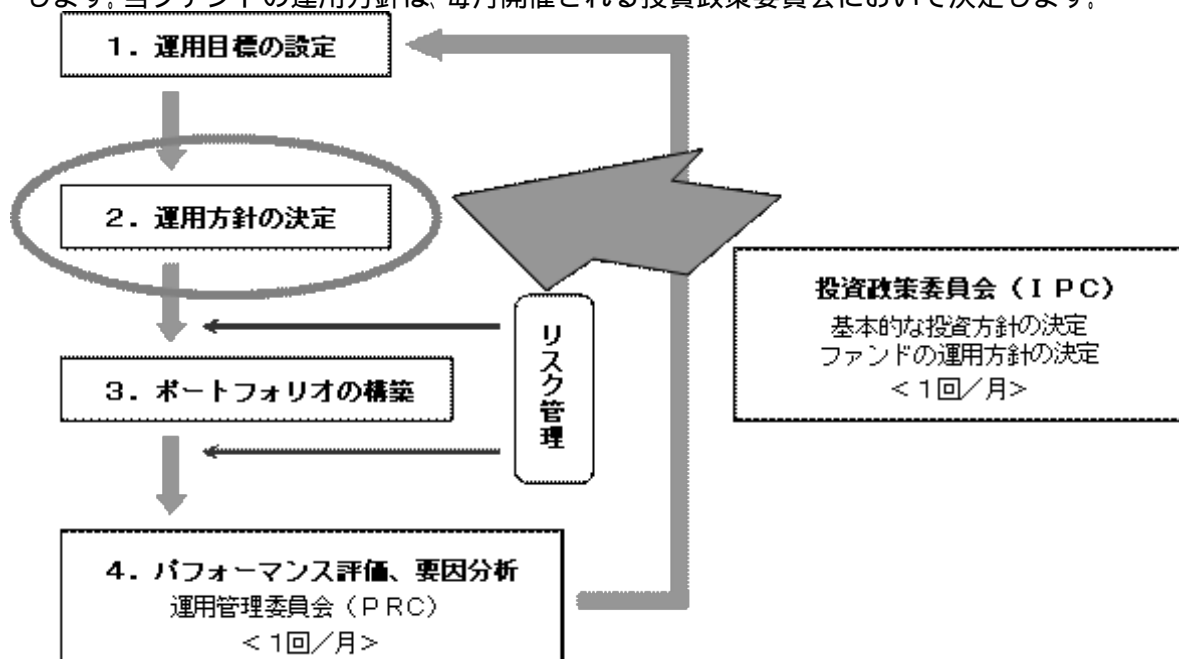 します。当ファンドの運用方針は、毎月開催される投資政策委員会において決定します。
１．運用目標の設定
２．運用方針の決定
投資政策委員会（ＩＰＣ）
基本的な投資方針の決定
ファンドの運用方針の決定
＜１回／月＞
リスク管理
３．ポートフォリオの構築
４．パフォーマンス評価、要因分析
運用管理委員会（ＰＲＣ）
＜１回／月＞